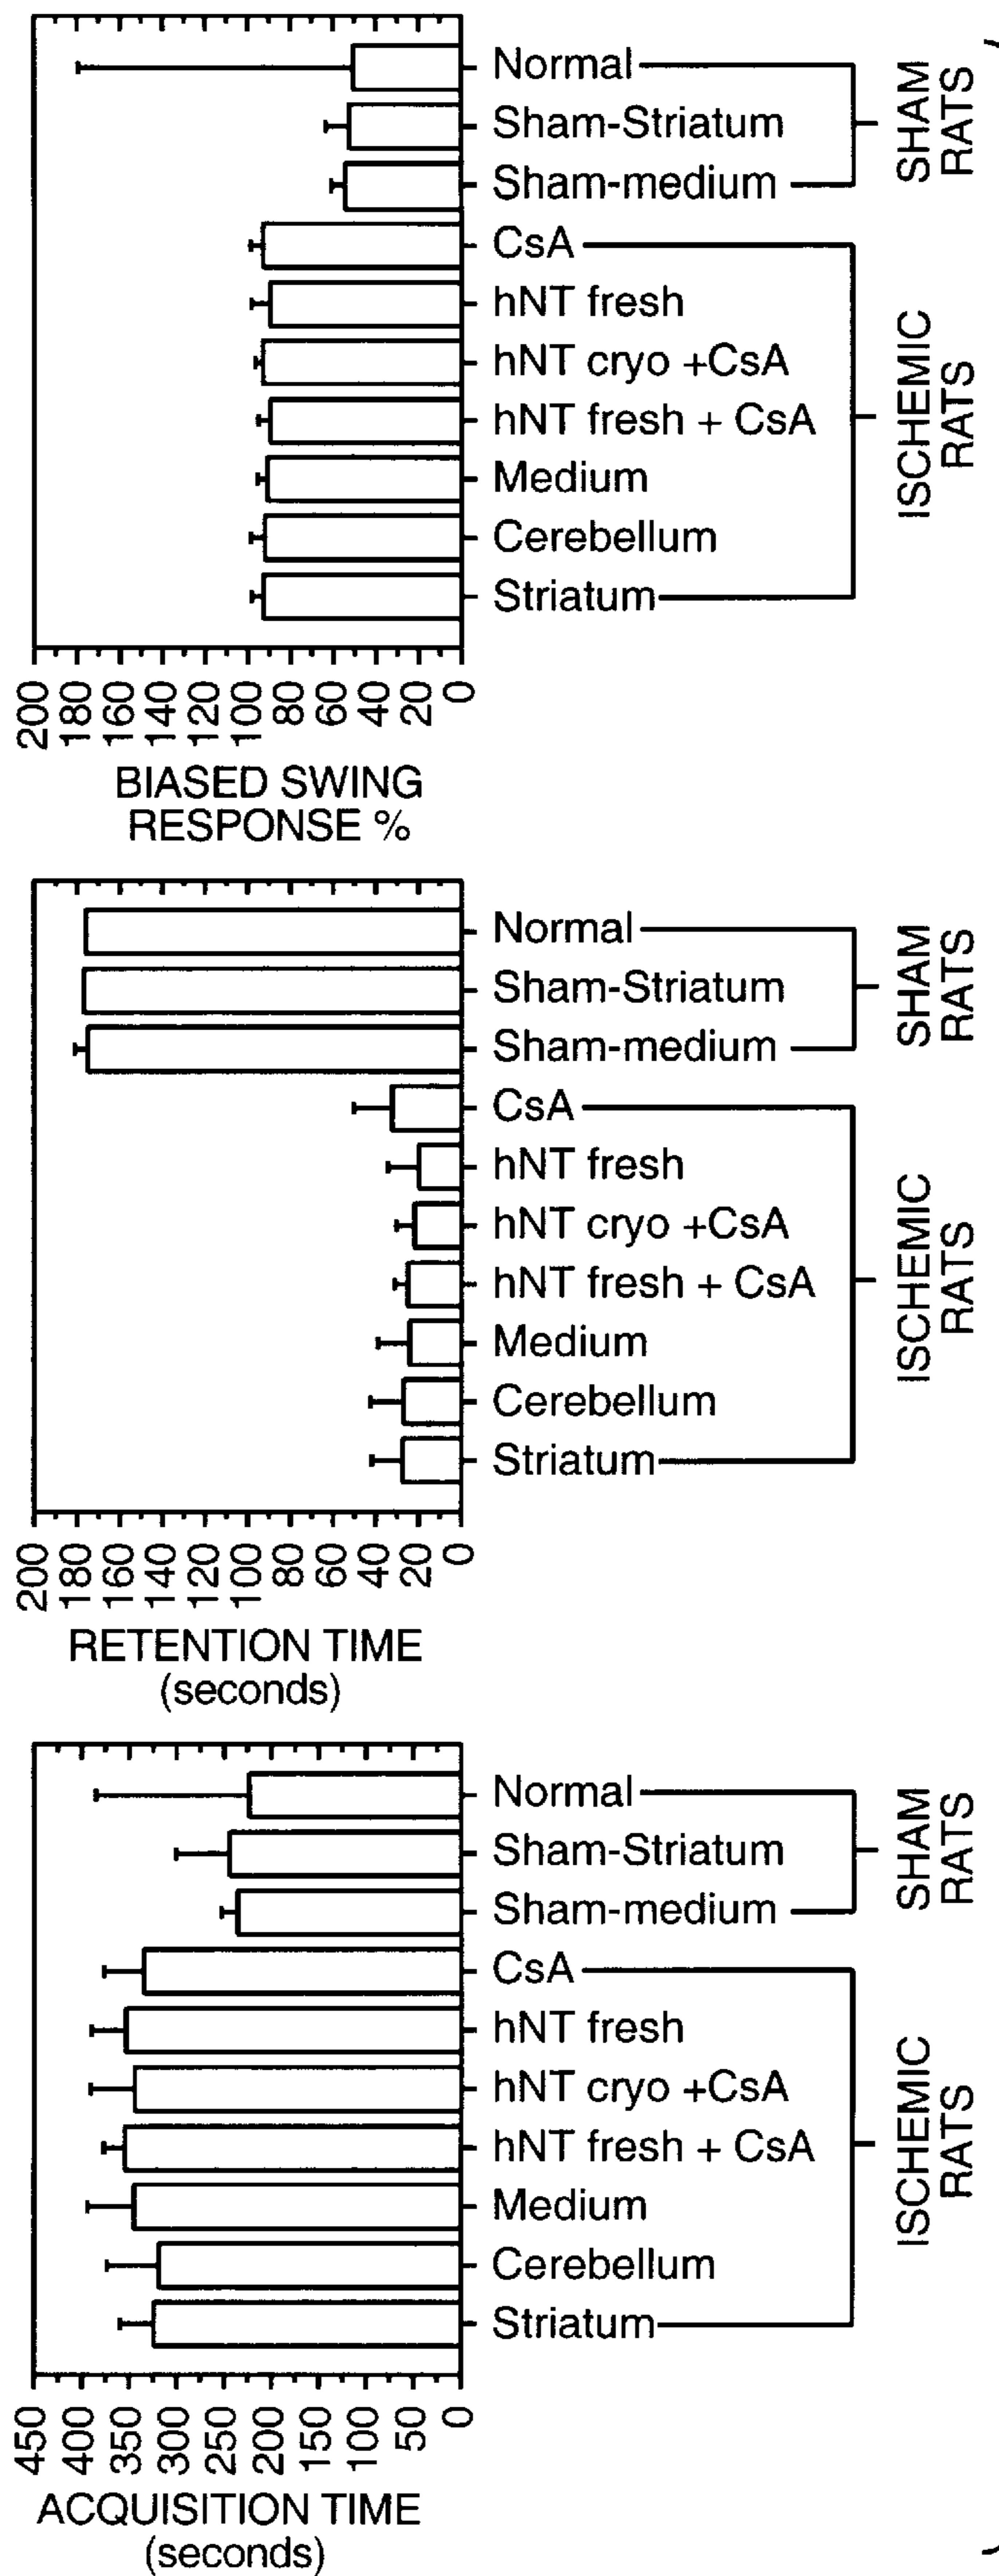 200
180
160
140
120
100
80
60
40
20
0
BIASED SWING
RESPONSE %
Normal
Sham-Striatum
Sham-medium
CsA
hNT fresh
hNT cryo +CsA
hNT fresh + CsA
Medium
Cerebellum
Striatum
SHAM
RATS
ISCHEMIC
RATS
200
180
160
140
120
100
80
60
40
20
0
RETENTION TIME
(seconds)
Normal
Sham-Striatum
Sham-medium
CsA
hNT fresh
hNT cryo +CsA
hNT fresh + CsA
Medium
Cerebellum
Striatum
SHAM
RATS
ISCHEMIC
RATS
450
400
350
300
250
200
150
100
50
0
ACQUISITION TIME
(seconds)
Normal
Sham-Striatum
Sham-medium
CsA
hNT fresh
hNT cryo +CsA
hNT fresh + CsA
Medium
Cerebellum
Striatum
SHAM
RATS
ISCHEMIC
RATS